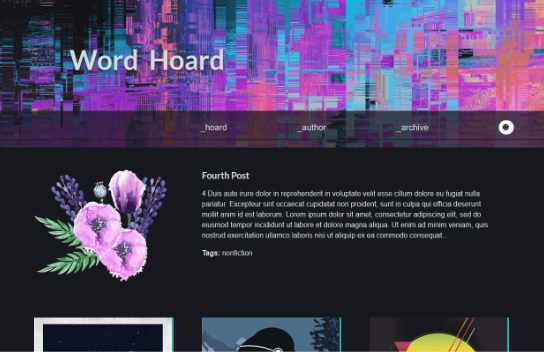 Word Hoard
_hoard
_author
_archive
Fourth Post
4 Duis aute irure dolor in reprehenderit in voluptate velit esse cillum dolore eu fugiat nulla
pariatur. Excepteur sint occaecat cupidatat non proident, sunt in culpa qui officia deserunt
mollit anim id est laborum. Lorem ipsum dolor sit amet, consectetur adipiscing elit, sed do
eiusmod tempor incididunt ut labore et dolore magna aliqua. Ut enim ad minim veniam, quis
nostrud exercitation ullamco laboris nisi ut aliquip ex ea commodo consequat...
Tags: nonfiction